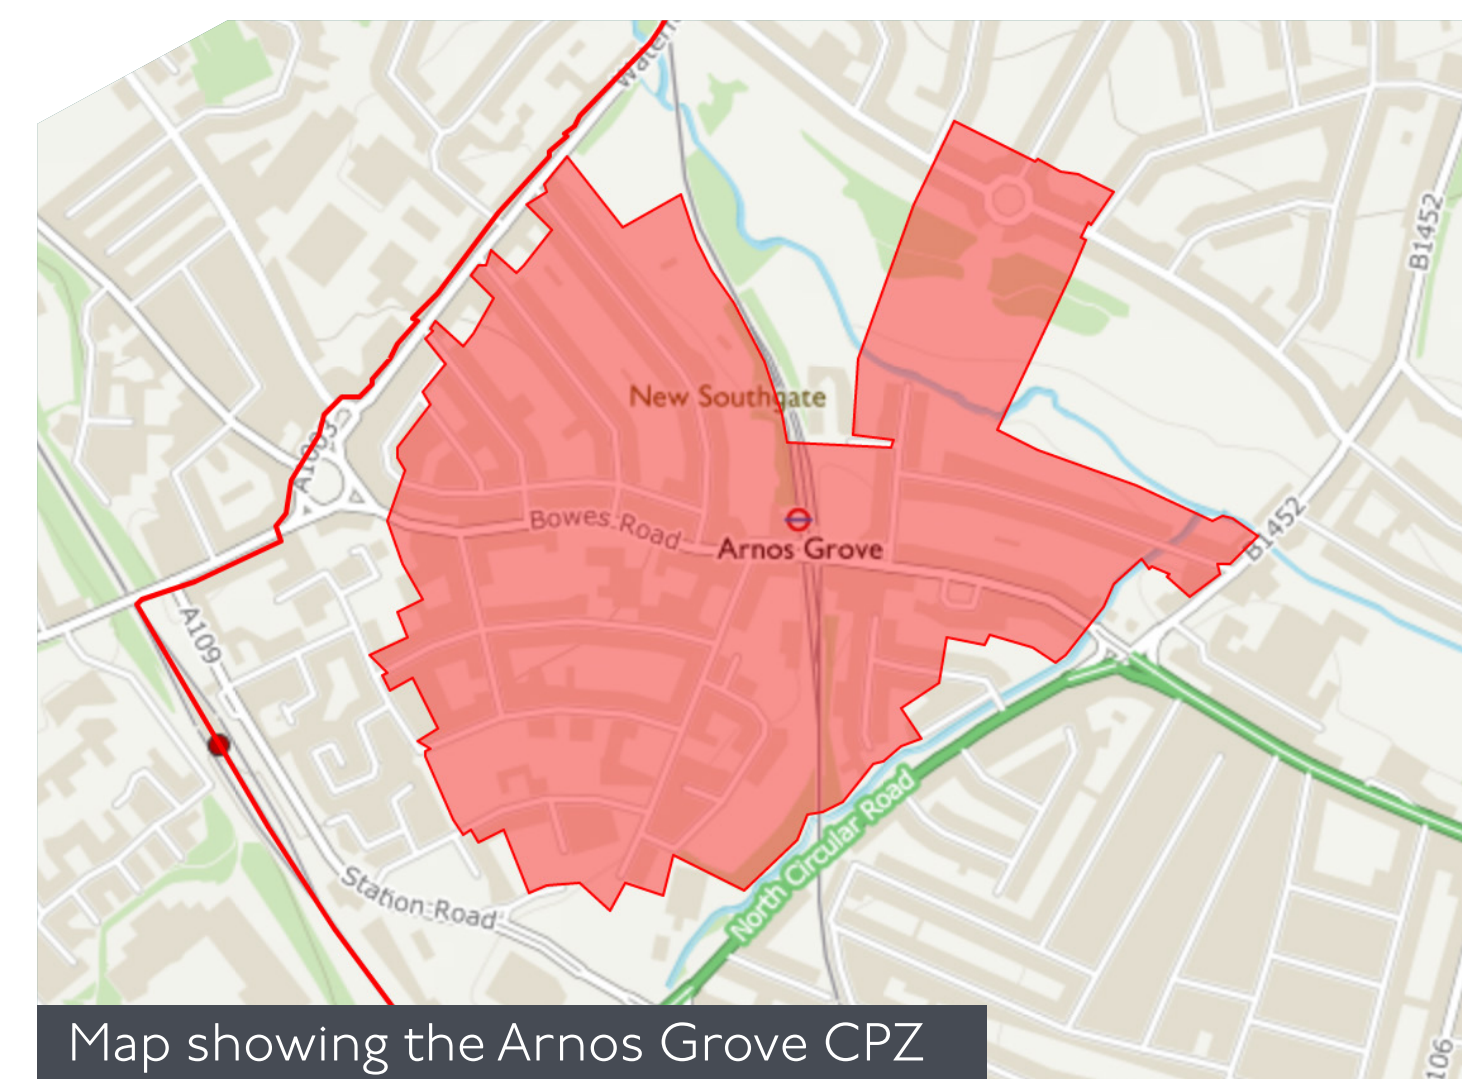 B1452
New Southgate
A1003
Bowes Road
Arnos Grove
B1452
A109
North Circular Road
Station Road
Map showing the Arnos Grove CPZ